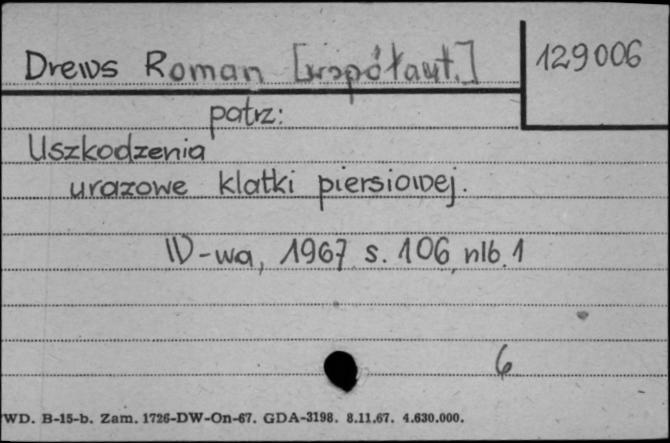 Drews Roman [współaut.]
129006
patrz:
Uszkodzenia
urazowe klatki piersiowej.
W-wa, 1967 s. 106, nlb. 1
6
WD. B-15-b. Zam. 1726-DW-On-67. GDA-3198. 8.11.67. 4.630.000.